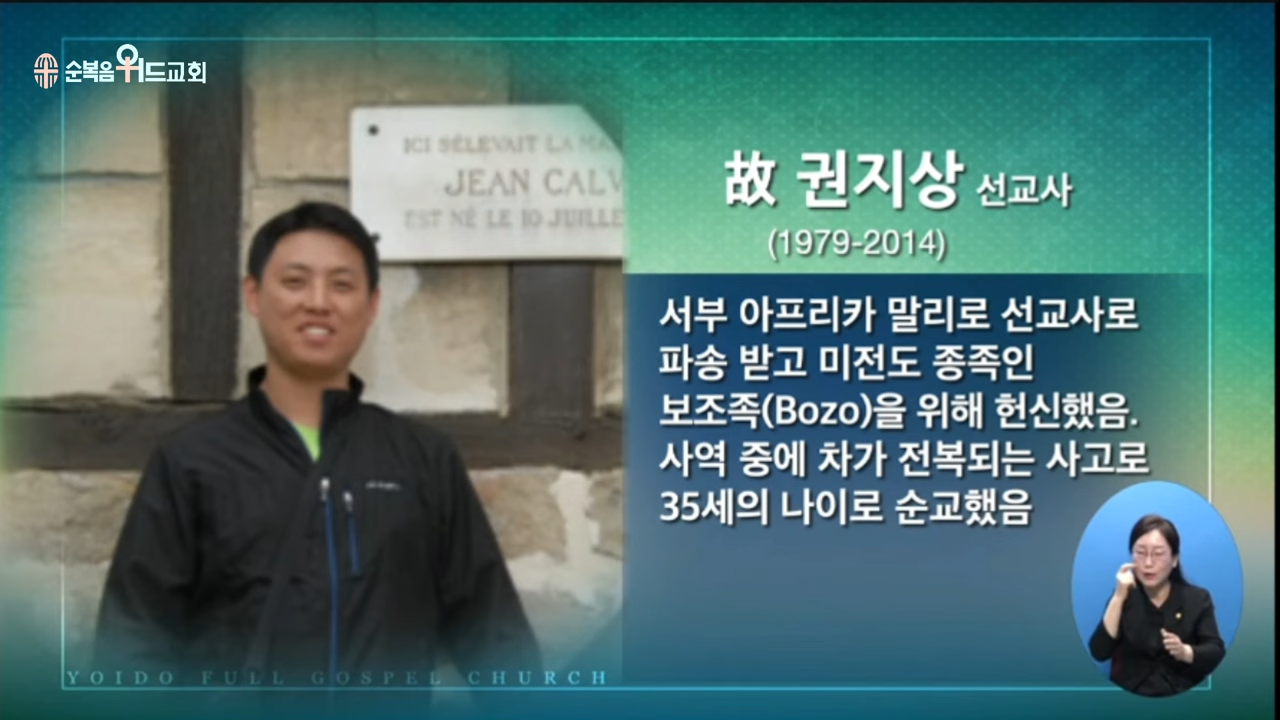 순복음위드교회
ICI SÉLEVAIT LA MA
JEAN CALV
EST NÉ LE 10 JUILLE
故 권지상 선교사
(1979-2014)
서부 아프리카 말리로 선교사로
파송 받고 미전도 종족인
보조족(Bozo)을 위해 헌신했음.
사역 중에 차가 전복되는 사고로
35세의 나이로 순교했음
YOIDO FULL GOSPEL CHURCH